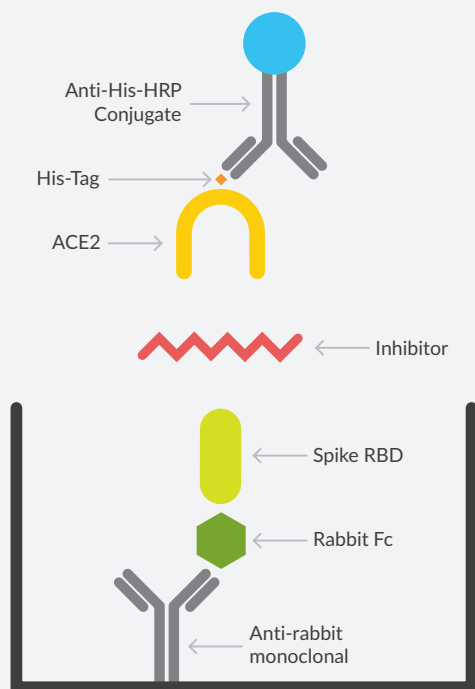 Anti-His-HRP
Conjugate
His-Tag
ACE2
Inhibitor
Spike RBD
Rabbit Fc
Anti-rabbit
monoclonal